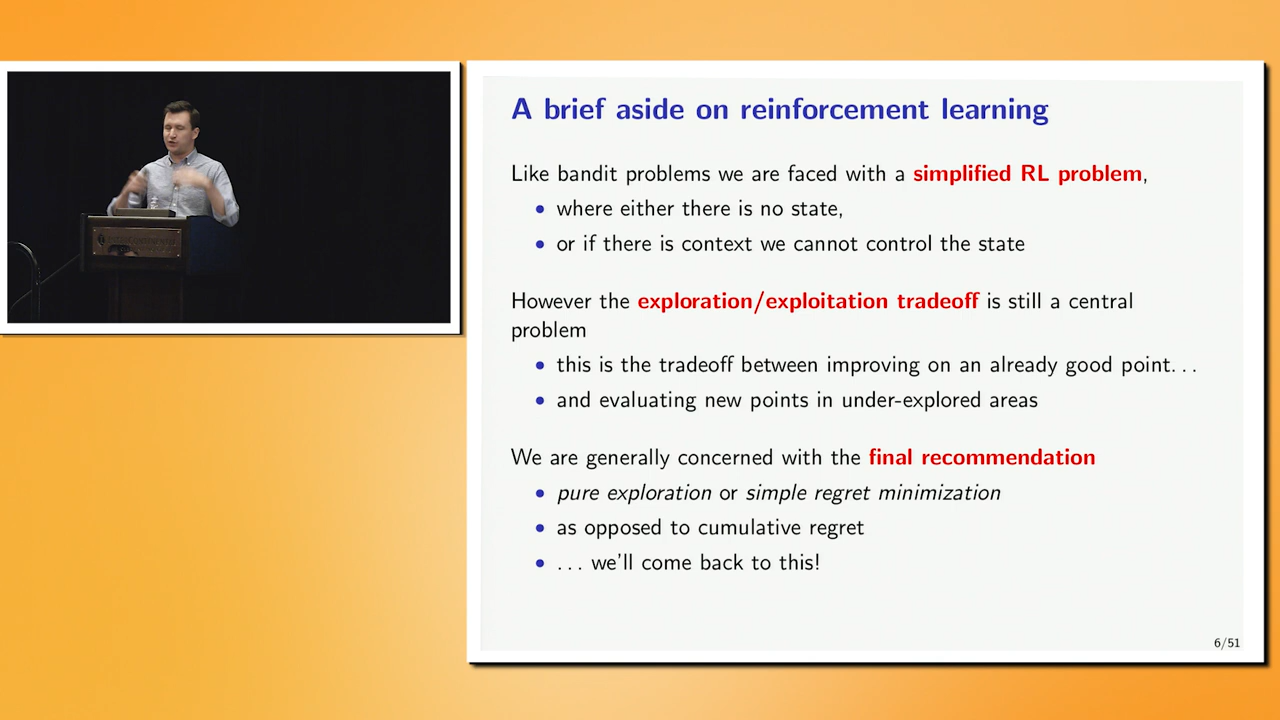 A brief aside on reinforcement learning
Like bandit problems we are faced with a simplified RL problem,
• where either there is no state,
• or if there is context we cannot control the state
However the exploration/exploitation tradeoff is still a central
problem
• this is the tradeoff between improving on an already good point. . .
• and evaluating new points in under-explored areas
We are generally concerned with the final recommendation
• pure exploration or simple regret minimization
• as opposed to cumulative regret
• . . . we'll come back to this!
6/51